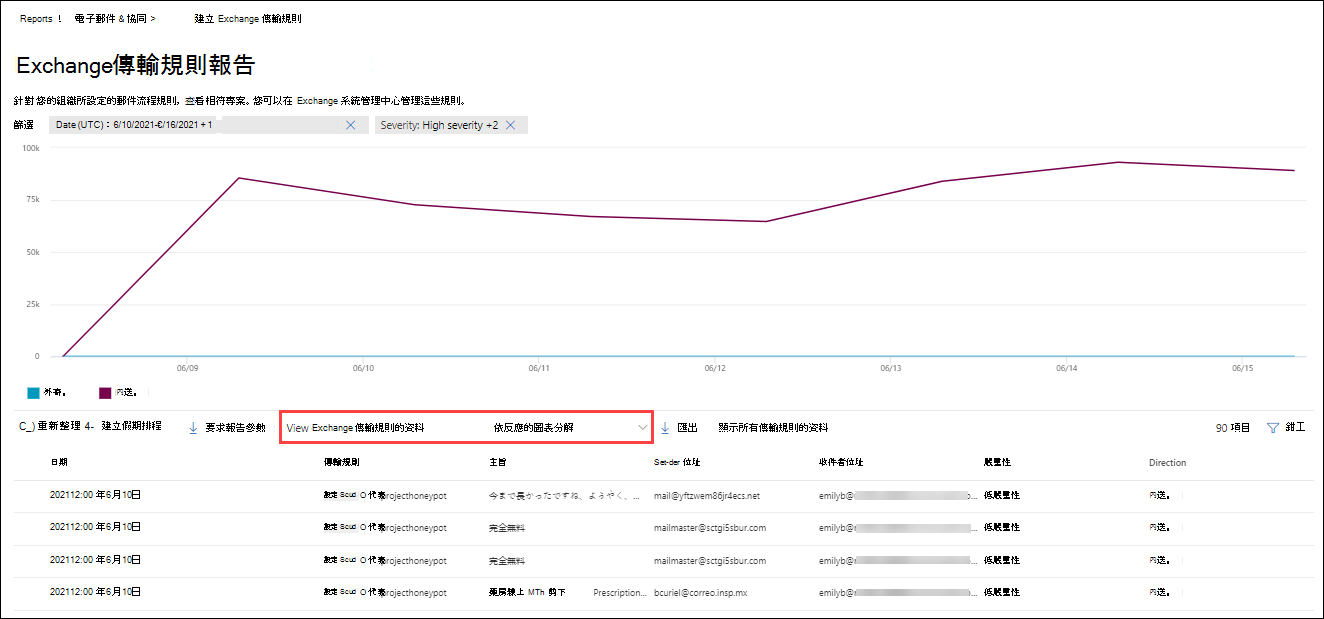 Reports ! 電子郵件 & 協同 > 建立 Exchange 傳輸規則
Exchange傳輸規則報告
針對 您的組織所設定的郵件流程規則，查看相符專案。您可以在 Exchange 系統管理中心管理這些規則。
篩選 Date (UTC)：6/10/2021-€/16/2021 + 1 Severity: High severity +2
100k
75k
50k
25k
0
06/09 06/10 06/11 06/12 06/13 06/14 06/15
外寄。 內送。
C_) 重新整理 4- 建立假期排程 要求報告參數 View Exchange 傳輸規則的資料 依反應的圖表分解 匯出 顯示所有傳輸規則的資料 90 項目 鉗工
日期 傳輸規則 主旨 Set-der 位址 收件者位址 嚴重性 Direction
202112:00 年6月10日 設定 Scud O 代表rojecthoneypot 今まで長かったですね、ようやく、... mail@yftzwem86jr4ecs.net emilyb@ ... 低嚴重性 內送。
202112:00 年6月10日 設定 Scud O 代表rojecthoneypot 完全無料 mailmaster@sctgi5sbur.com emilyb@ ... 低嚴重性 內送。
202112:00 年6月10日 設定 Scud O 代表rojecthoneypot 完全無料 mailmaster@sctgi5sbur.com emilyb@ ... 低嚴重性 內送。
202112:00 年6月10日 設定 Scud O 代表rojecthoneypot 藥房線上 MTh 剪下 Prescription... bcuriel@correo.insp.mx emilyb@ ... 低嚴重性 內送。